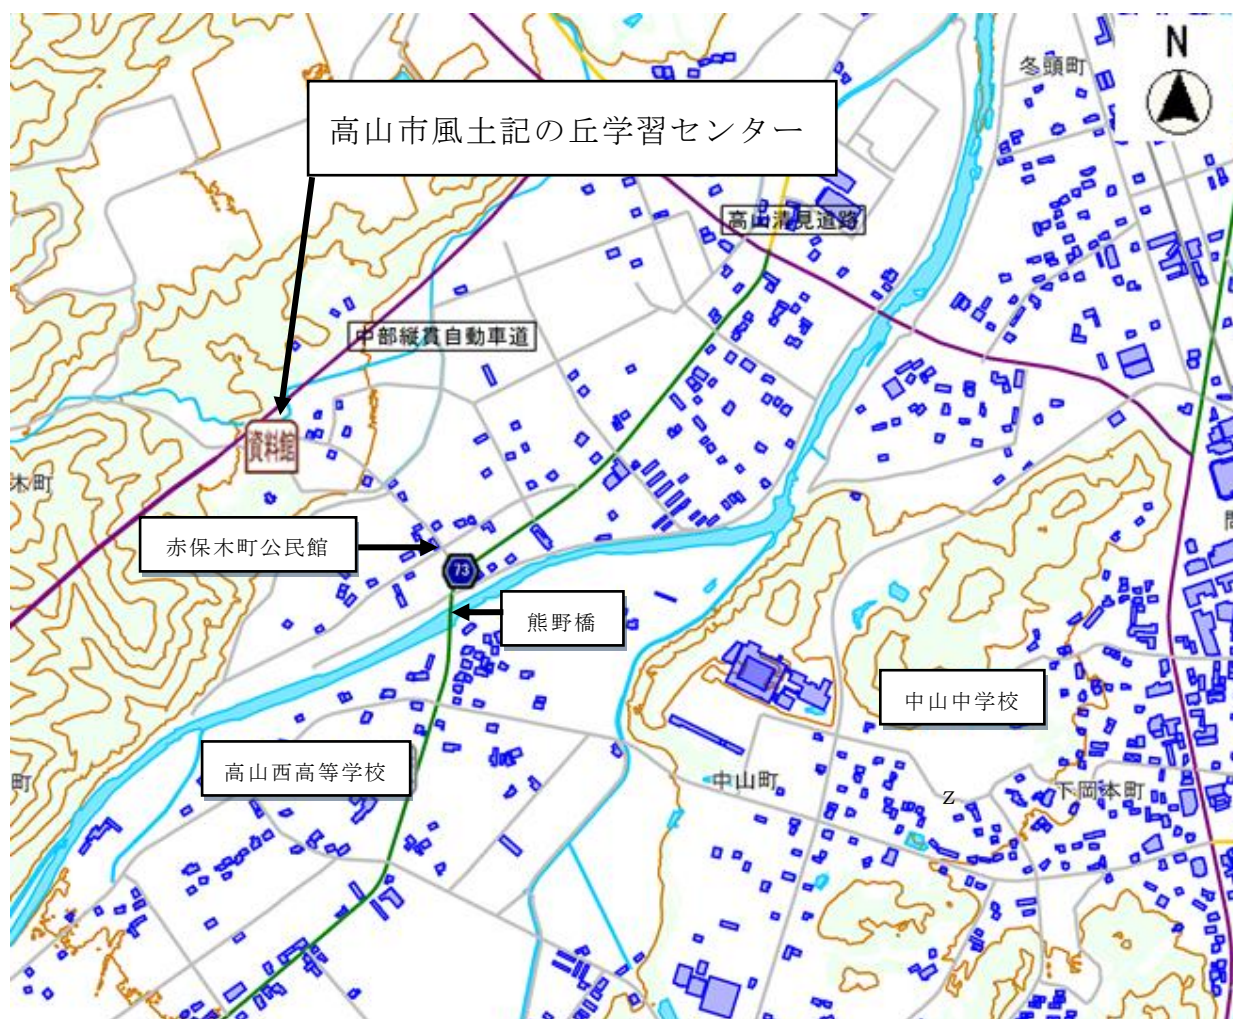 N
冬頭町
高山市風土記の丘学習センター
高山清見道路
中部縦貫自動車道
資料館
木町
赤保木町公民館
73
熊野橋
中山中学校
高山西高等学校
町
中山町
z
下岡本町